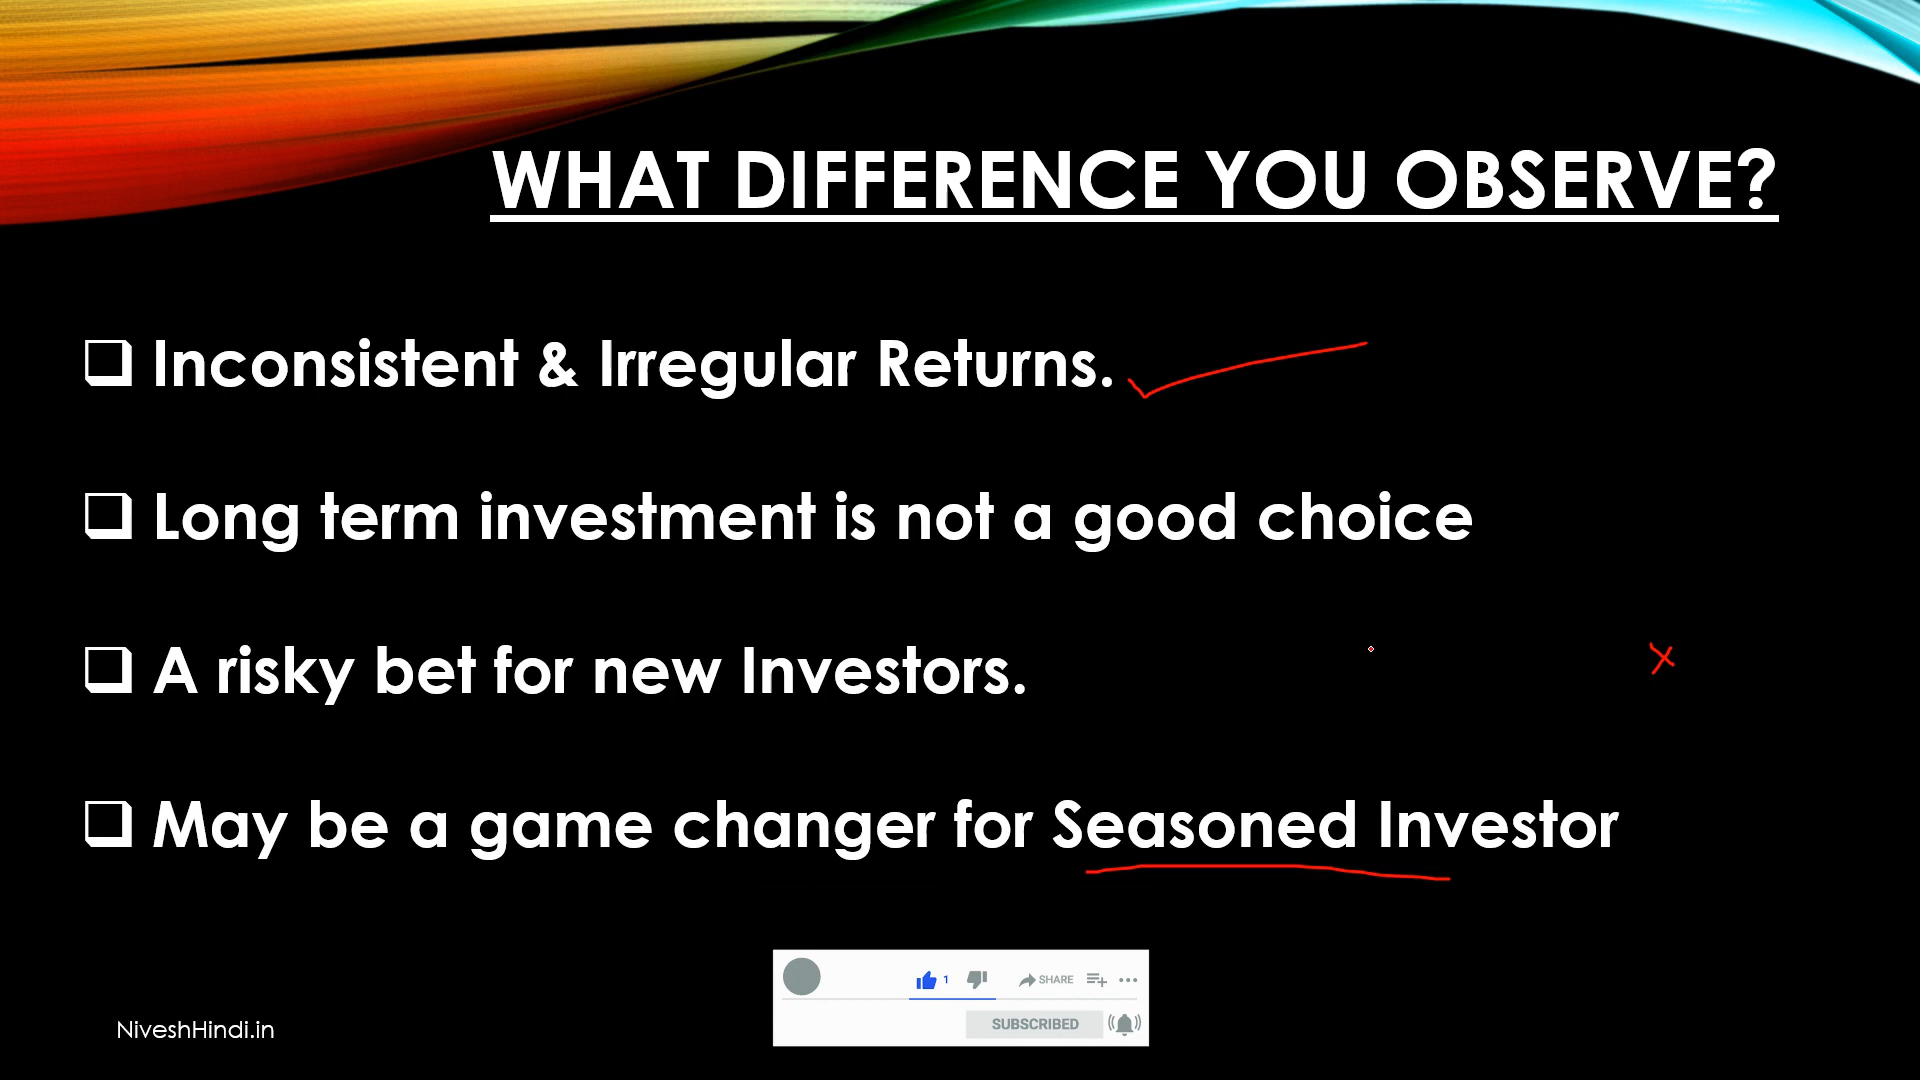 WHAT DIFFERENCE YOU OBSERVE?
Inconsistent & Irregular Returns.
Long term investment is not a good choice
A risky bet for new Investors.
May be a game changer for Seasoned Investor
1 SHARE
SUBSCRIBED
NiveshHindi.in